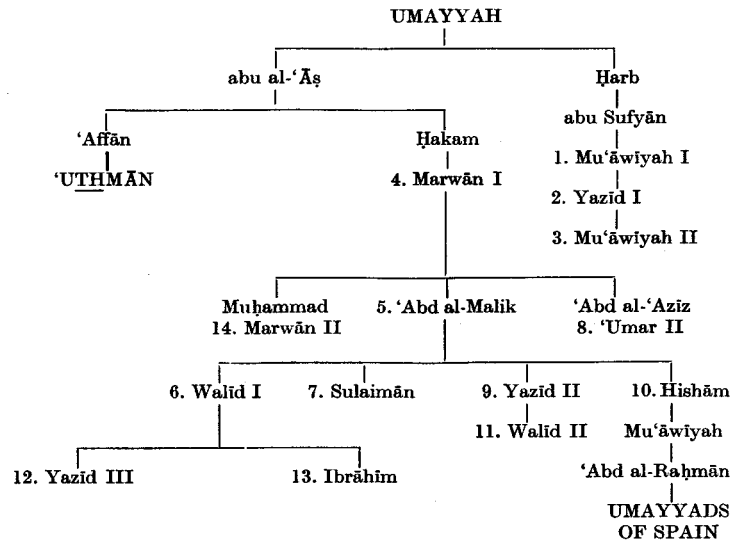 UMAYYAH
abu al-‘Āṣ Ḥarb
abu Sufyān
‘Affān Ḥakam
1. Mu‘āwīyah I
‘UTHMĀN 4. Marwān I
2. Yazīd I
3. Mu‘āwīyah II
Muḥammad 5. ‘Abd al-Malik ‘Abd al-‘Azīz
14. Marwān II 8. ‘Umar II
6. Walīd I 7. Sulaimān 9. Yazīd II 10. Hishām
11. Walīd II Mu‘āwīyah
12. Yazīd III 13. Ibrāhīm ‘Abd al-Raḥmān
UMAYYADS
OF SPAIN